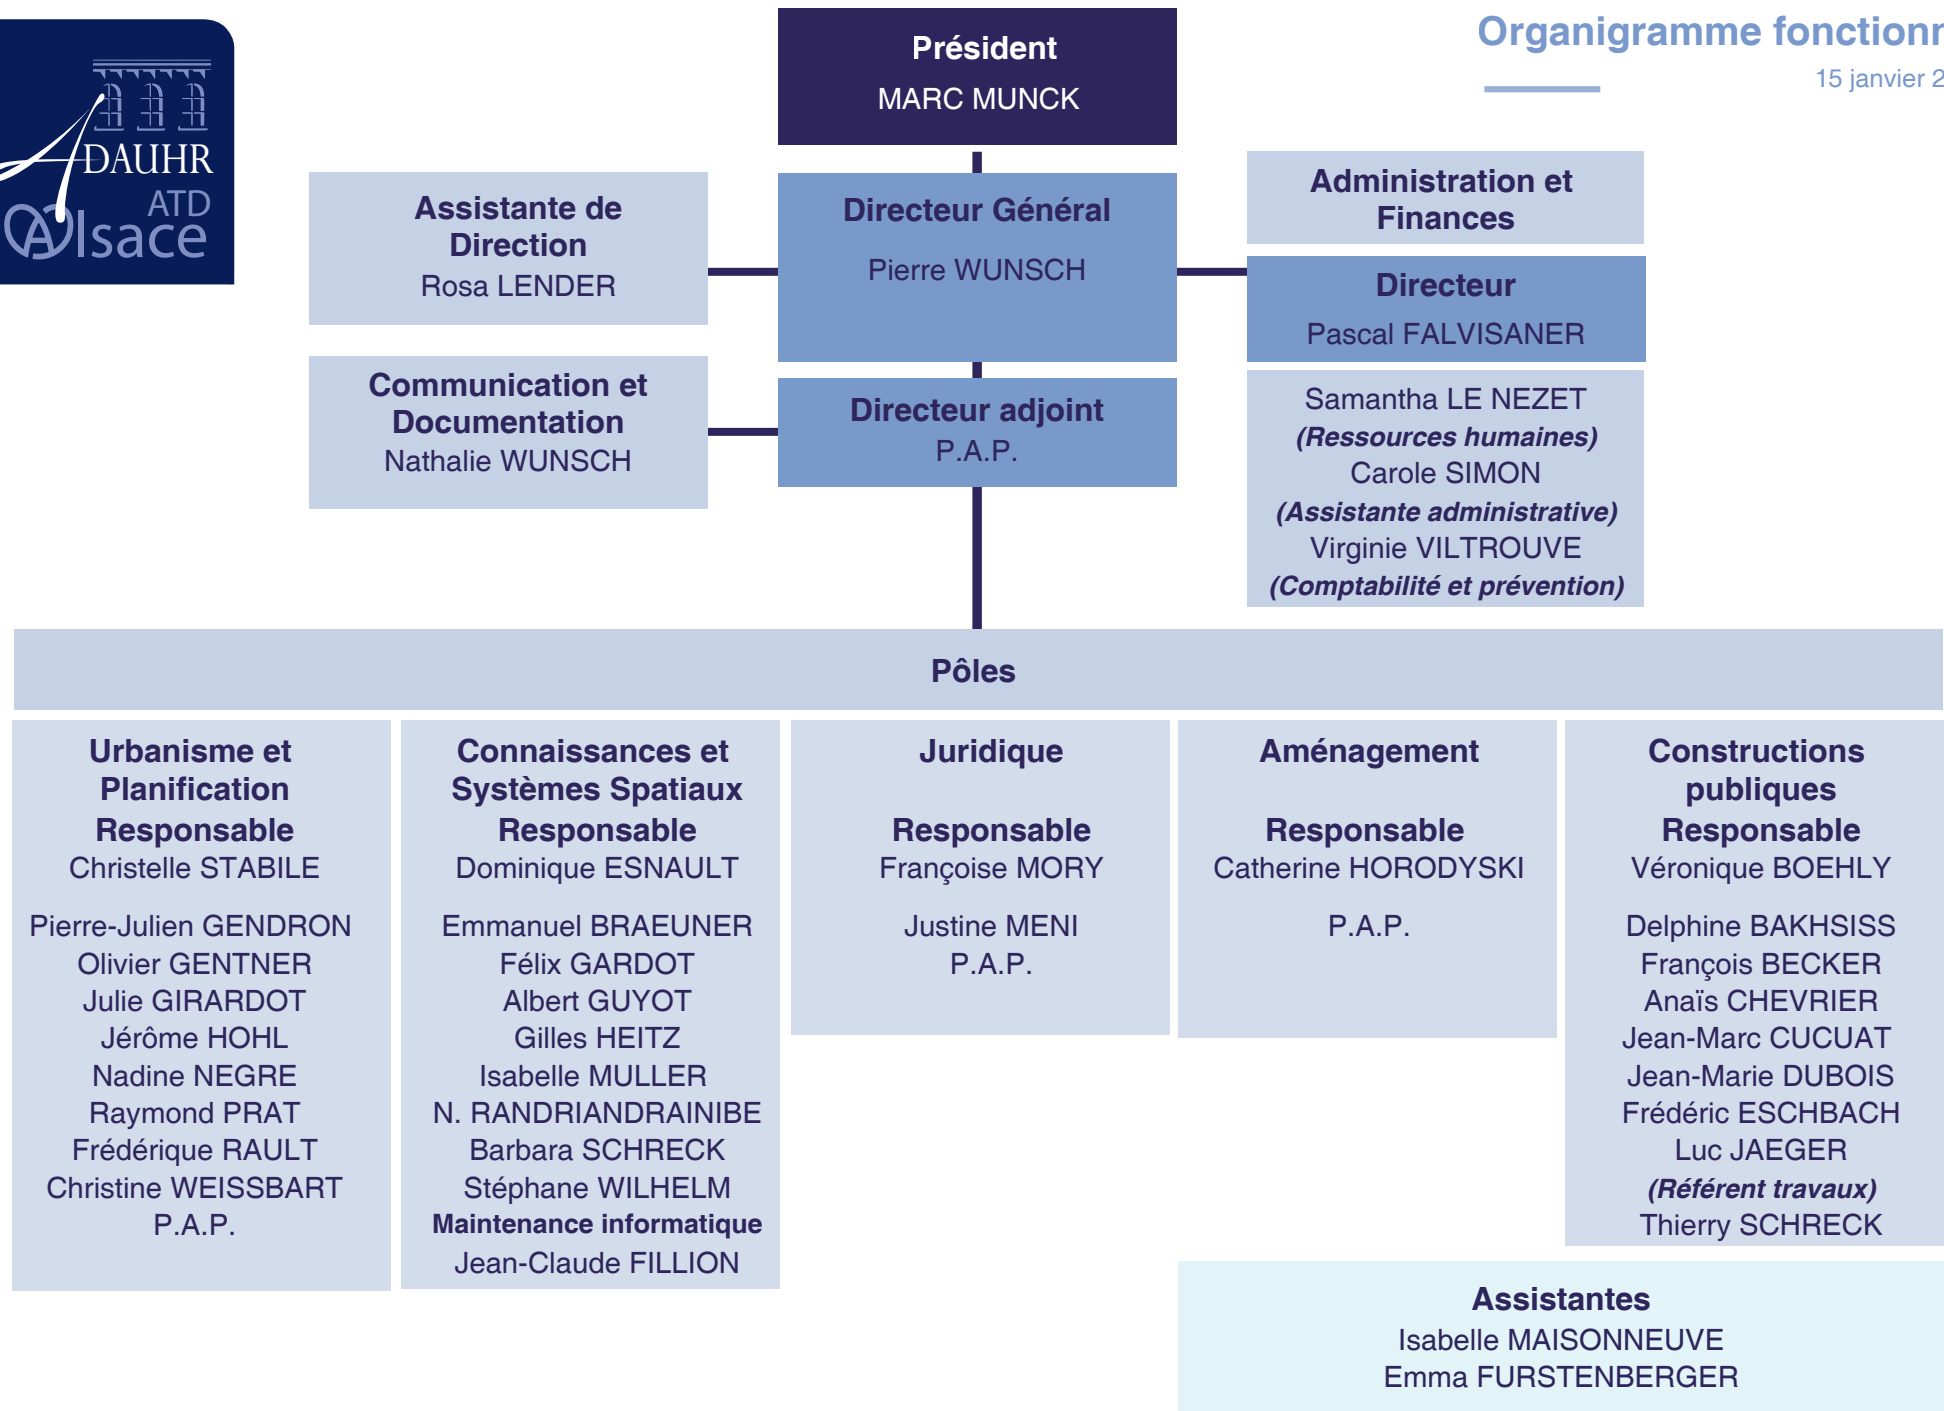 DAUHR
ATD
Alsace
Organigramme fonctionn
15 janvier 2
Président
MARC MUNCK
Assistante de
Direction
Rosa LENDER
Directeur Général
Pierre WUNSCH
Administration et
Finances
Directeur
Pascal FALVISANER
Communication et
Documentation
Nathalie WUNSCH
Directeur adjoint
P.A.P.
Samantha LE NEZET
(Ressources humaines)
Carole SIMON
(Assistante administrative)
Virginie VILTROUVE
(Comptabilité et prévention)
Pôles
Urbanisme et
Planification
Responsable
Christelle STABILE
Pierre-Julien GENDRON
Olivier GENTNER
Julie GIRARDOT
Jérôme HOHL
Nadine NEGRE
Raymond PRAT
Frédérique RAULT
Christine WEISSBART
P.A.P.
Connaissances et
Systèmes Spatiaux
Responsable
Dominique ESNAULT
Emmanuel BRAEUNER
Félix GARDOT
Albert GUYOT
Gilles HEITZ
Isabelle MULLER
N. RANDRIANDRAINIBE
Barbara SCHRECK
Stéphane WILHELM
Maintenance informatique
Jean-Claude FILLION
Juridique
Responsable
Françoise MORY
Justine MENI
P.A.P.
Aménagement
Responsable
Catherine HORODYSKI
P.A.P.
Constructions
publiques
Responsable
Véronique BOEHLY
Delphine BAKHSISS
François BECKER
Anaïs CHEVRIER
Jean-Marc CUCUAT
Jean-Marie DUBOIS
Frédéric ESCHBACH
Luc JAEGER
(Référent travaux)
Thierry SCHRECK
Assistantes
Isabelle MAISONNEUVE
Emma FURSTENBERGER